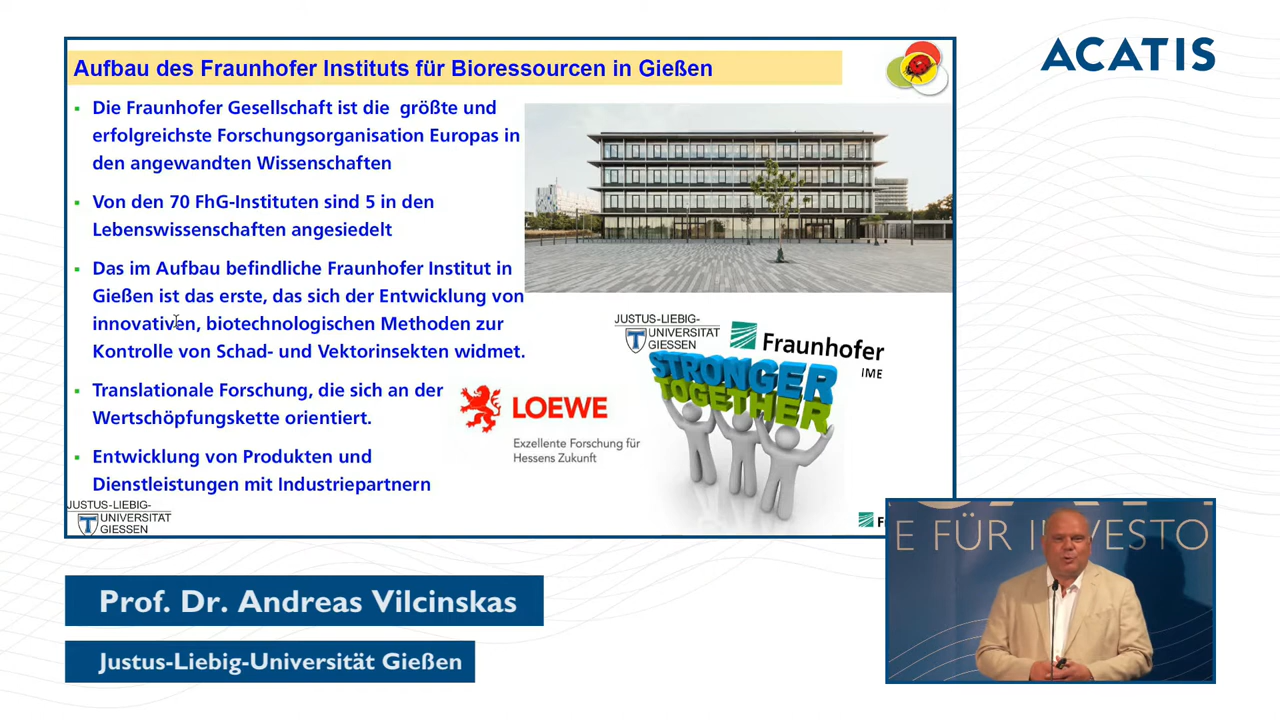 ACATIS
Aufbau des Fraunhofer Instituts für Bioressourcen in Gießen
Die Fraunhofer Gesellschaft ist die größte und
erfolgreichste Forschungsorganisation Europas in
den angewandten Wissenschaften
Von den 70 FhG-Instituten sind 5 in den
Lebenswissenschaften angesiedelt
Das im Aufbau befindliche Fraunhofer Institut in
Gießen ist das erste, das sich der Entwicklung von
innovativen, biotechnologischen Methoden zur
Kontrolle von Schad- und Vektorinsekten widmet.
Translationale Forschung, die sich an der
Wertschöpfungskette orientiert.
Entwicklung von Produkten und
Dienstleistungen mit Industriepartnern
JUSTUS-LIEBIG-
UNIVERSITÄT
GIESSEN
Fraunhofer
IME
STRONGER
TOGETHER
LOEWE
Exzellente Forschung für
Hessens Zukunft
JUSTUS-LIEBIG-
UNIVERSITÄT
GIESSEN
E FÜR INVESTO
Prof. Dr. Andreas Vilcinskas
Justus-Liebig-Universität Gießen